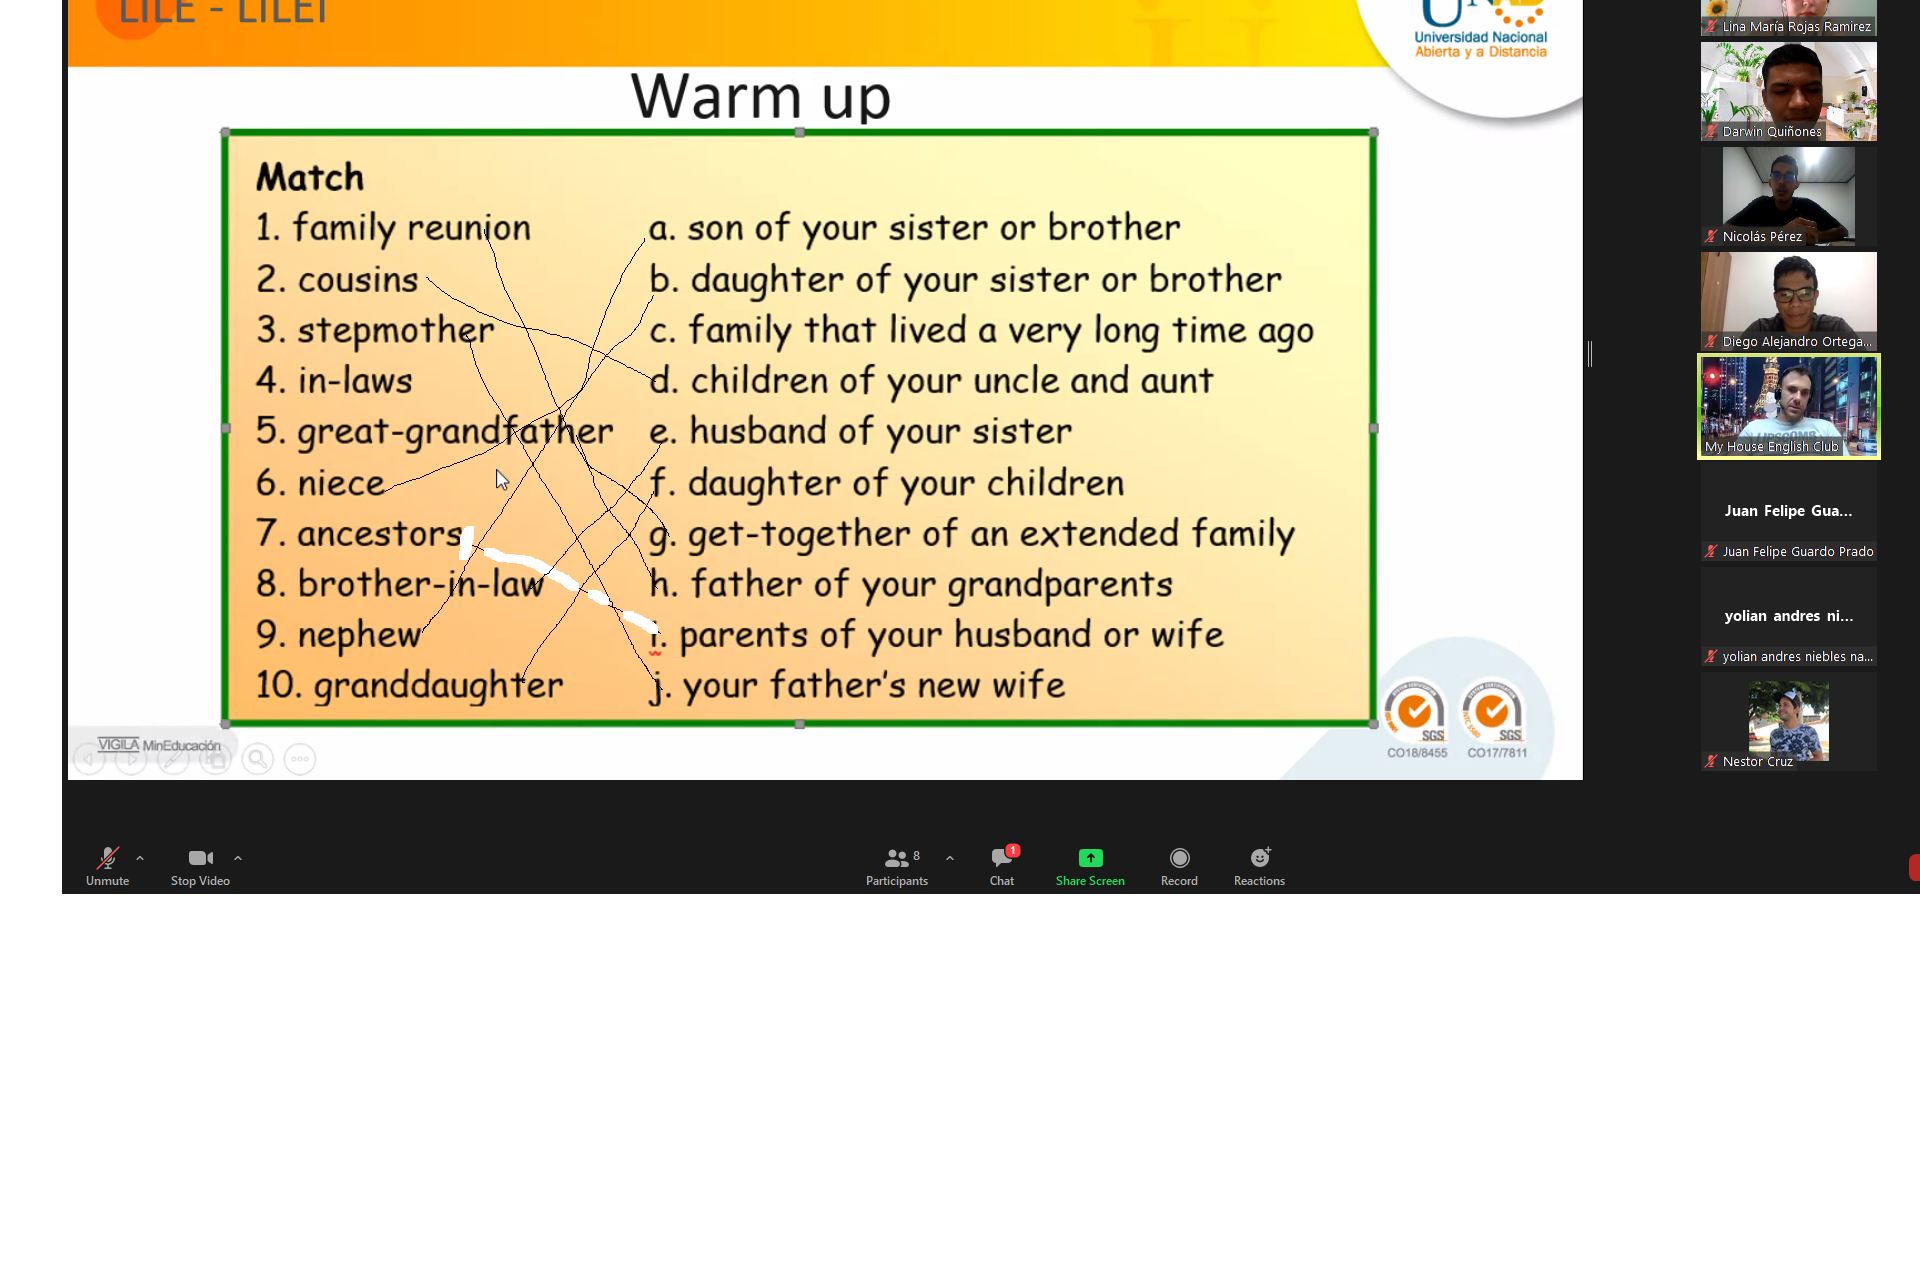 LILE - LILEI
Universidad Nacional
Abierta y a Distancia
Warm up
Match
1. family reunion
2. cousins
3. stepmother
4. in-laws
5. great-grandfather
6. niece
7. ancestors
8. brother-in-law
9. nephew
10. granddaughter
a. son of your sister or brother
b. daughter of your sister or brother
c. family that lived a very long time ago
d. children of your uncle and aunt
e. husband of your sister
f. daughter of your children
g. get-together of an extended family
h. father of your grandparents
i. parents of your husband or wife
j. your father's new wife
VIGILA MinEducación
SGS
SGS
CO18/8455
CO17/7811
Lina María Rojas Ramirez
Darwin Quiñones
Nicolás Pérez
Diego Alejandro Ortega...
My House English Club
Juan Felipe Gua...
Juan Felipe Guardo Prado
yolian andres ni...
yolian andres niebles na...
Nestor Cruz
Unmute
Stop Video
8
Participants
1
Chat
Share Screen
Record
Reactions